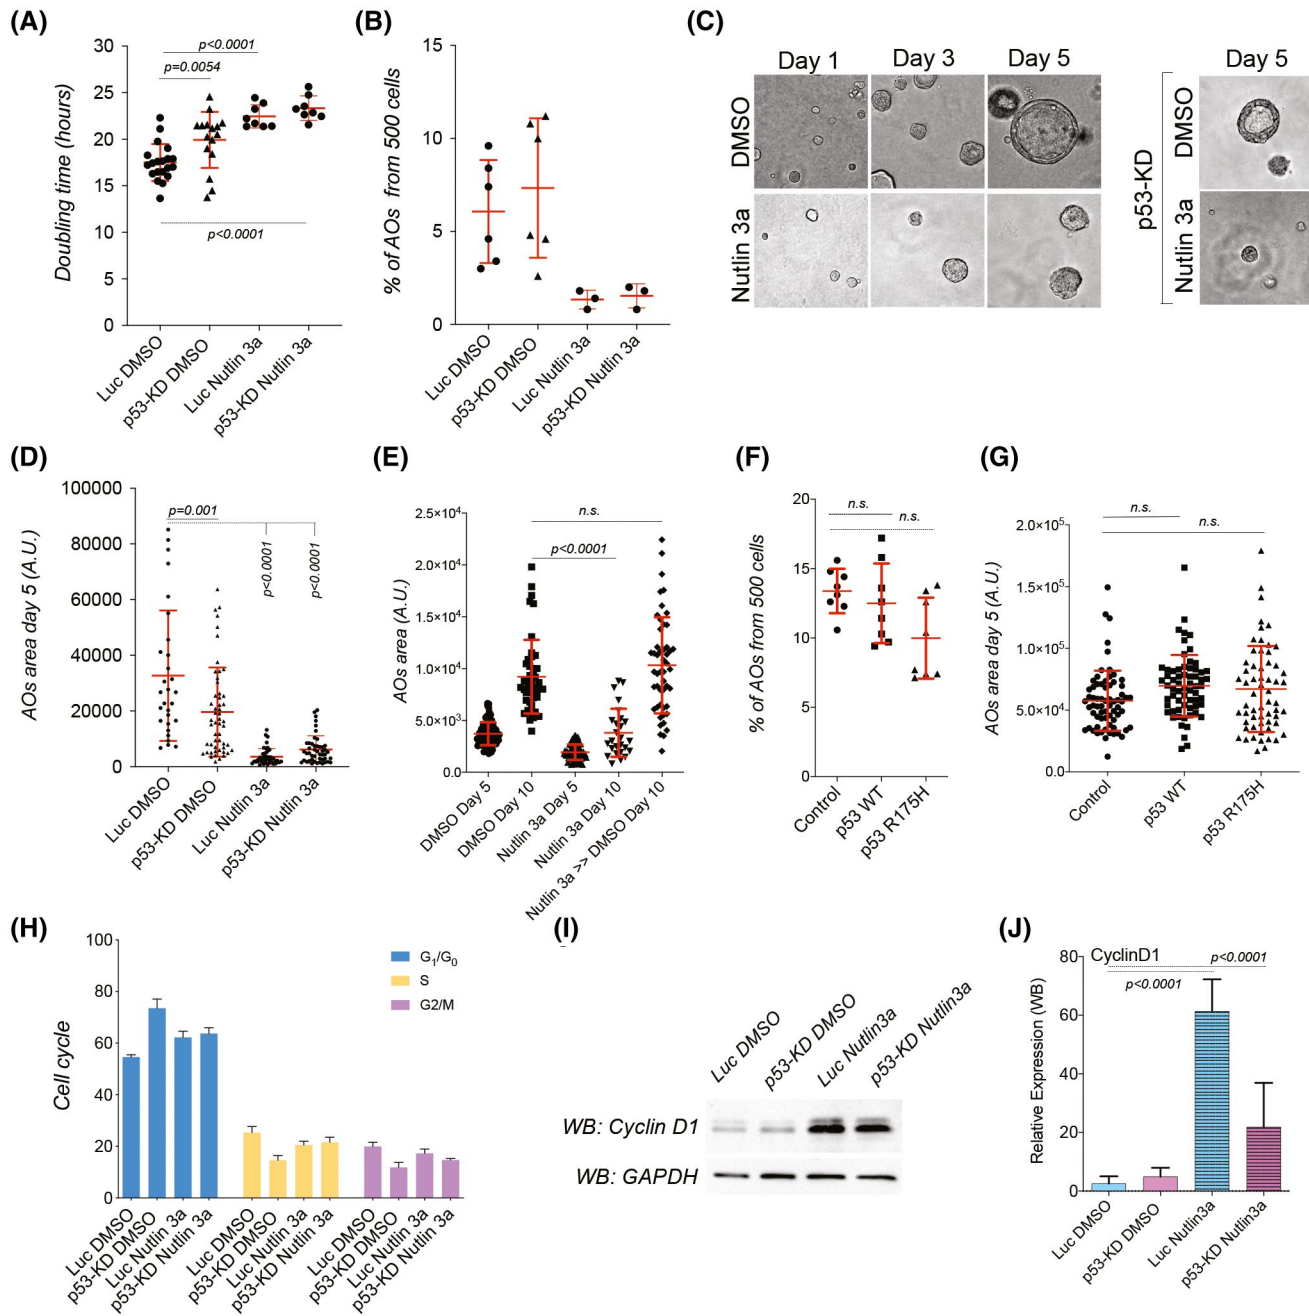 (A)
30
25
20
15
10
5
0
Doubling time (hours)
p<0.0001
p=0.0054
p<0.0001
Luc DMSO
p53-KD DMSO
Luc Nutlin 3a
p53-KD Nutlin 3a
(B)
15
10
5
0
% of AOs from 500 cells
Luc DMSO
p53-KD DMSO
Luc Nutlin 3a
p53-KD Nutlin 3a
(C)
Day 1
Day 3
Day 5
Day 5
DMSO
Nutlin 3a
p53-KD
DMSO
Nutlin 3a
(D)
100000
80000
60000
40000
20000
0
AOs area day 5 (A.U.)
p=0.001
p<0.0001
p<0.0001
Luc DMSO
p53-KD DMSO
Luc Nutlin 3a
p53-KD Nutlin 3a
(E)
2.5×10⁴
2.0×10⁴
1.5×10⁴
1.0×10⁴
5.0×10³
0.0
AOs area (A.U.)
n.s.
p<0.0001
DMSO Day 5
DMSO Day 10
Nutlin 3a Day 5
Nutlin 3a Day 10
Nutlin 3a >> DMSO Day 10
(F)
20
15
10
5
0
% of AOs from 500 cells
n.s.
n.s.
Control
p53 WT
p53 R175H
(G)
2.0×10⁵
1.5×10⁵
1.0×10⁵
5.0×10⁴
0.0
AOs area day 5 (A.U.)
n.s.
n.s.
Control
p53 WT
p53 R175H
(H)
100
80
60
40
20
0
Cell cycle
G₁/G₀
S
G2/M
Luc DMSO
p53-KD DMSO
Luc Nutlin 3a
p53-KD Nutlin 3a
Luc DMSO
p53-KD DMSO
Luc Nutlin 3a
p53-KD Nutlin 3a
Luc DMSO
p53-KD DMSO
Luc Nutlin 3a
p53-KD Nutlin 3a
(I)
Luc DMSO
p53-KD DMSO
Luc Nutlin3a
p53-KD Nutlin3a
WB: Cyclin D1
WB: GAPDH
(J)
80
60
40
20
0
Relative Expression (WB)
CyclinD1
p<0.0001
p<0.0001
Luc DMSO
p53-KD DMSO
Luc Nutlin3a
p53-KD Nutlin3a